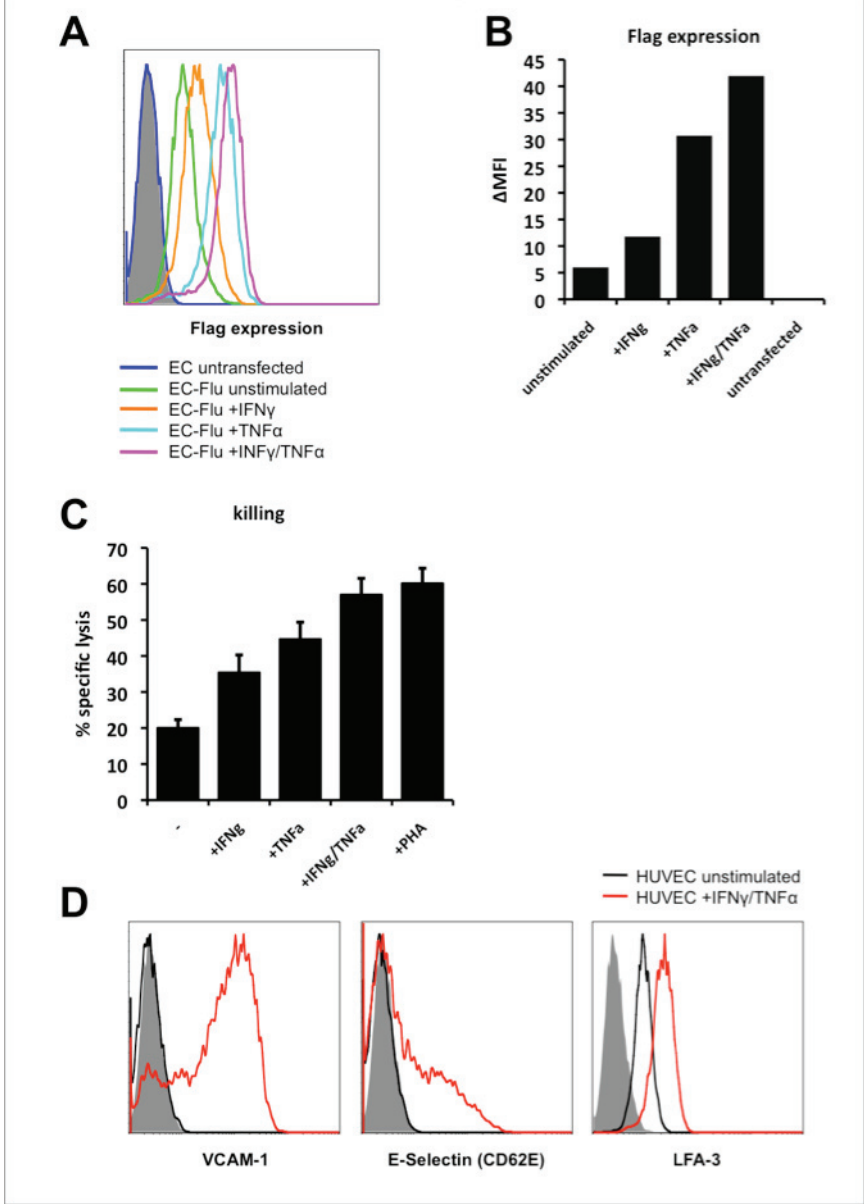 A
Flag expression
EC untransfected
EC-Flu unstimulated
EC-Flu +IFNγ
EC-Flu +TNFα
EC-Flu +INFγ/TNFα
B
Flag expression
ΔMFI
45
40
35
30
25
20
15
10
5
0
unstimulated
+IFNg
+TNFa
+IFNg/TNFa
untransfected
C
killing
% specific lysis
70
60
50
40
30
20
10
0
-
+IFNg
+TNFa
+IFNg/TNFa
+PHA
D
HUVEC unstimulated
HUVEC +IFNγ/TNFα
VCAM-1
E-Selectin (CD62E)
LFA-3